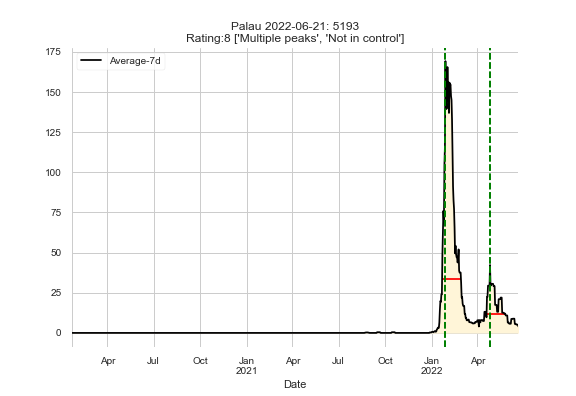 Palau 2022-06-21: 5193
Rating:8 ['Multiple peaks', 'Not in control']
Average-7d
175
150
125
100
75
50
25
0
Apr Jul Oct Jan Apr Jul Oct Jan Apr
2021 2022
Date